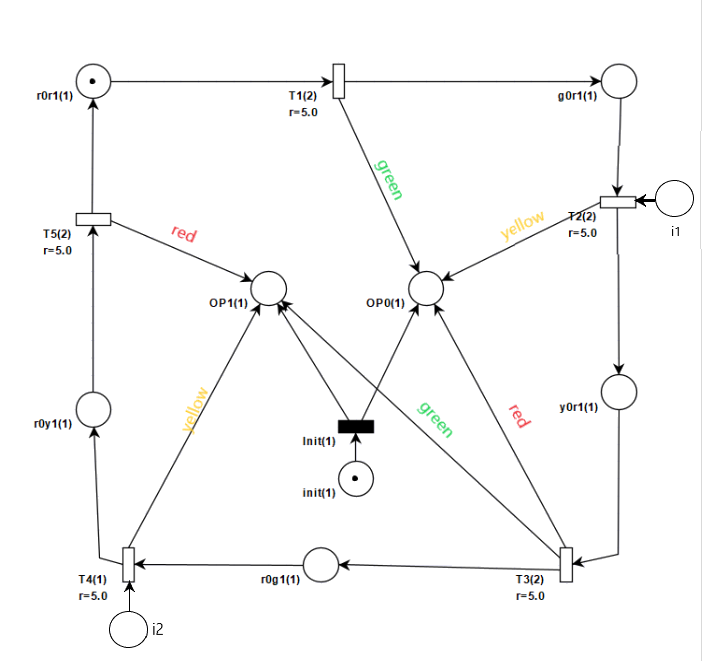 r0r1(1)
T1(2)
r=5.0
g0r1(1)
green
T5(2)
r=5.0
red
yellow
T2(2)
r=5.0
i1
OP1(1)
OP0(1)
r0y1(1)
yellow
green
red
y0r1(1)
Init(1)
init(1)
T4(1)
r=5.0
r0g1(1)
T3(2)
r=5.0
i2